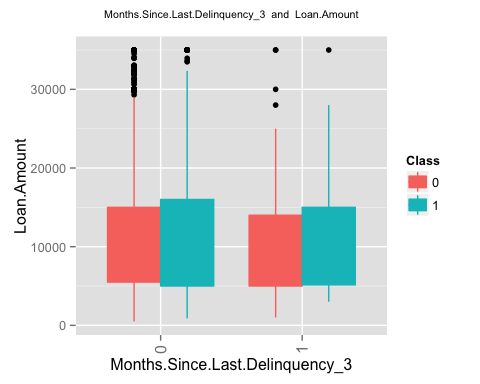 Months.Since.Last.Delinquency_3 and Loan.Amount
30000
20000
10000
0
Loan.Amount
0
1
Months.Since.Last.Delinquency_3
Class
0
1